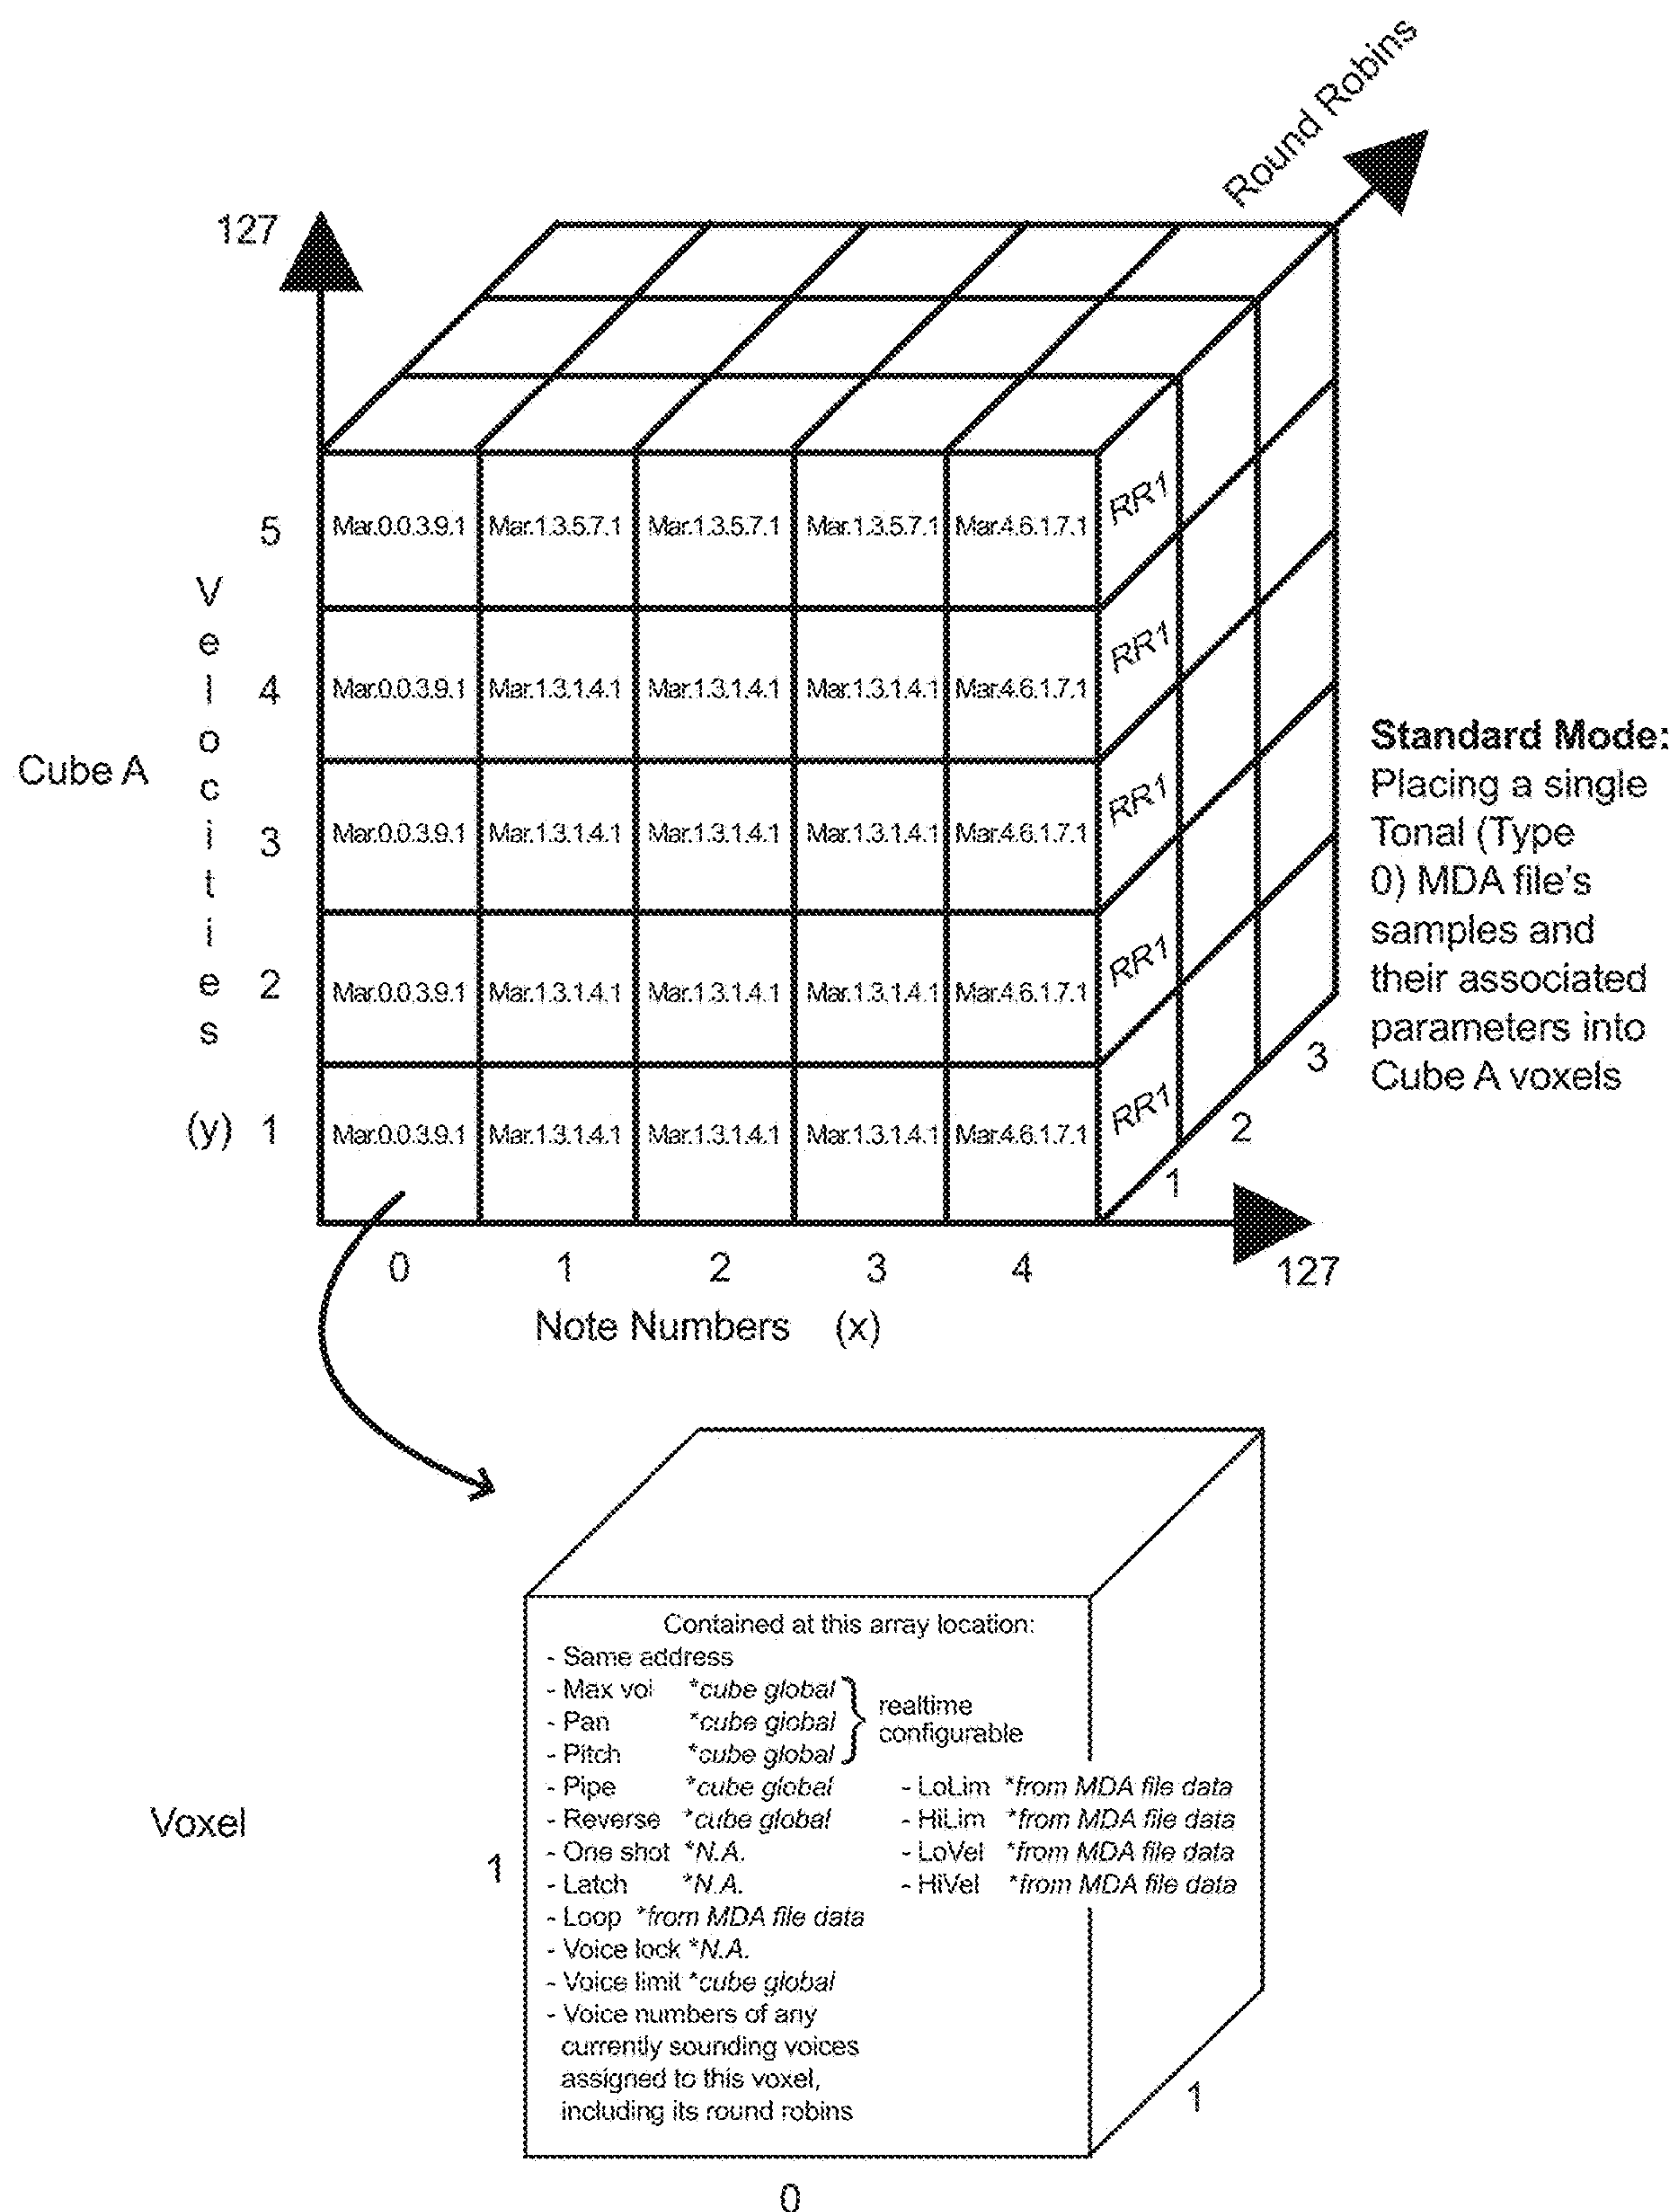 Round Robins
127
5 Mar.0.0.3.9.1 Mar.1.3.5.7.1 Mar.1.3.5.7.1 Mar.1.3.5.7.1 Mar.4.6.1.7.1 RR1
4 Mar.0.0.3.9.1 Mar.1.3.1.4.1 Mar.1.3.1.4.1 Mar.1.3.1.4.1 Mar.4.6.1.7.1 RR1
3 Mar.0.0.3.9.1 Mar.1.3.1.4.1 Mar.1.3.1.4.1 Mar.1.3.1.4.1 Mar.4.6.1.7.1 RR1
2 Mar.0.0.3.9.1 Mar.1.3.1.4.1 Mar.1.3.1.4.1 Mar.1.3.1.4.1 Mar.4.6.1.7.1 RR1
1 Mar.0.0.3.9.1 Mar.1.3.1.4.1 Mar.1.3.1.4.1 Mar.1.3.1.4.1 Mar.4.6.1.7.1 RR1
Cube A
Velocities
(y)
1
2
3
0 1 2 3 4 127
Note Numbers (x)
Standard Mode:
Placing a single
Tonal (Type
0) MDA file's
samples and
their associated
parameters into
Cube A voxels
Voxel
Contained at this array location:
- Same address
- Max vol *cube global
- Pan *cube global
- Pitch *cube global
realtime
configurable
- Pipe *cube global
- Reverse *cube global
- One shot *N.A.
- Latch *N.A.
- Loop *from MDA file data
- Voice lock *N.A.
- Voice limit *cube global
- Voice numbers of any
currently sounding voices
assigned to this voxel,
including its round robins
- LoLim *from MDA file data
- HiLim *from MDA file data
- LoVel *from MDA file data
- HiVel *from MDA file data
1
1
0